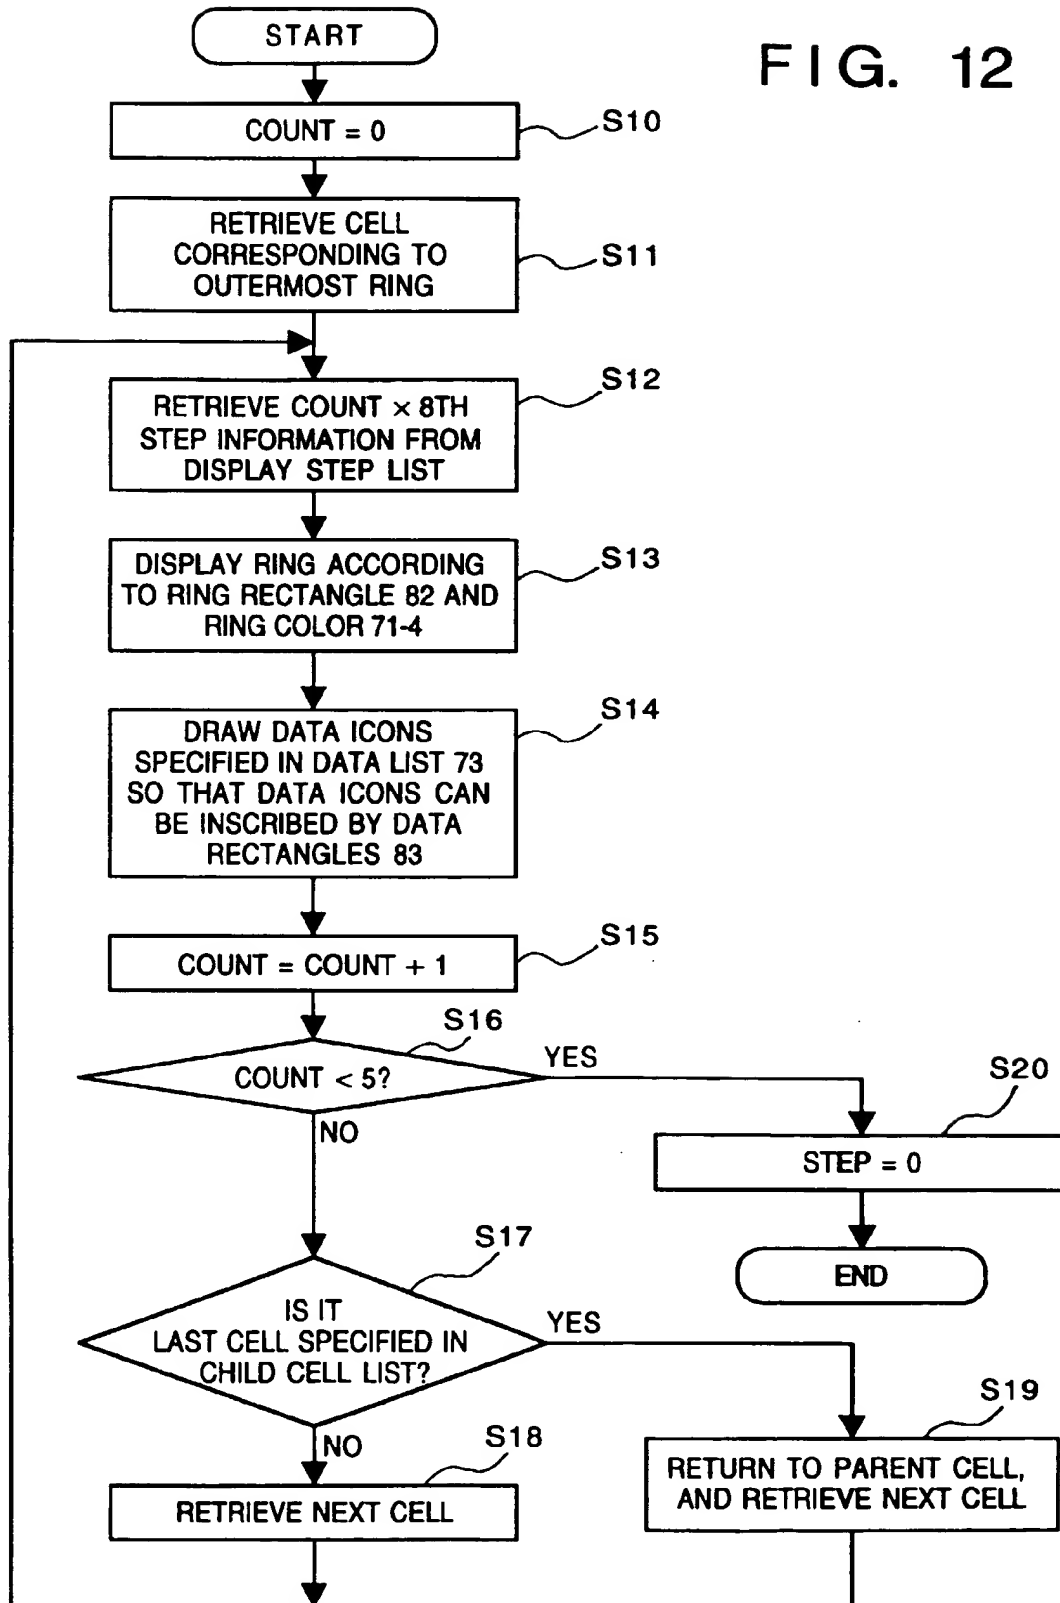 START
FIG. 12
COUNT = 0
S10
RETRIEVE CELL
CORRESPONDING TO
OUTERMOST RING
S11
S12
RETRIEVE COUNT × 8TH
STEP INFORMATION FROM
DISPLAY STEP LIST
S13
DISPLAY RING ACCORDING
TO RING RECTANGLE 82 AND
RING COLOR 71-4
S14
DRAW DATA ICONS
SPECIFIED IN DATA LIST 73
SO THAT DATA ICONS CAN
BE INSCRIBED BY DATA
RECTANGLES 83
S15
COUNT = COUNT + 1
S16
COUNT < 5?
YES
NO
S20
STEP = 0
END
S17
IS IT
LAST CELL SPECIFIED IN
CHILD CELL LIST?
YES
NO
S18
RETRIEVE NEXT CELL
S19
RETURN TO PARENT CELL,
AND RETRIEVE NEXT CELL